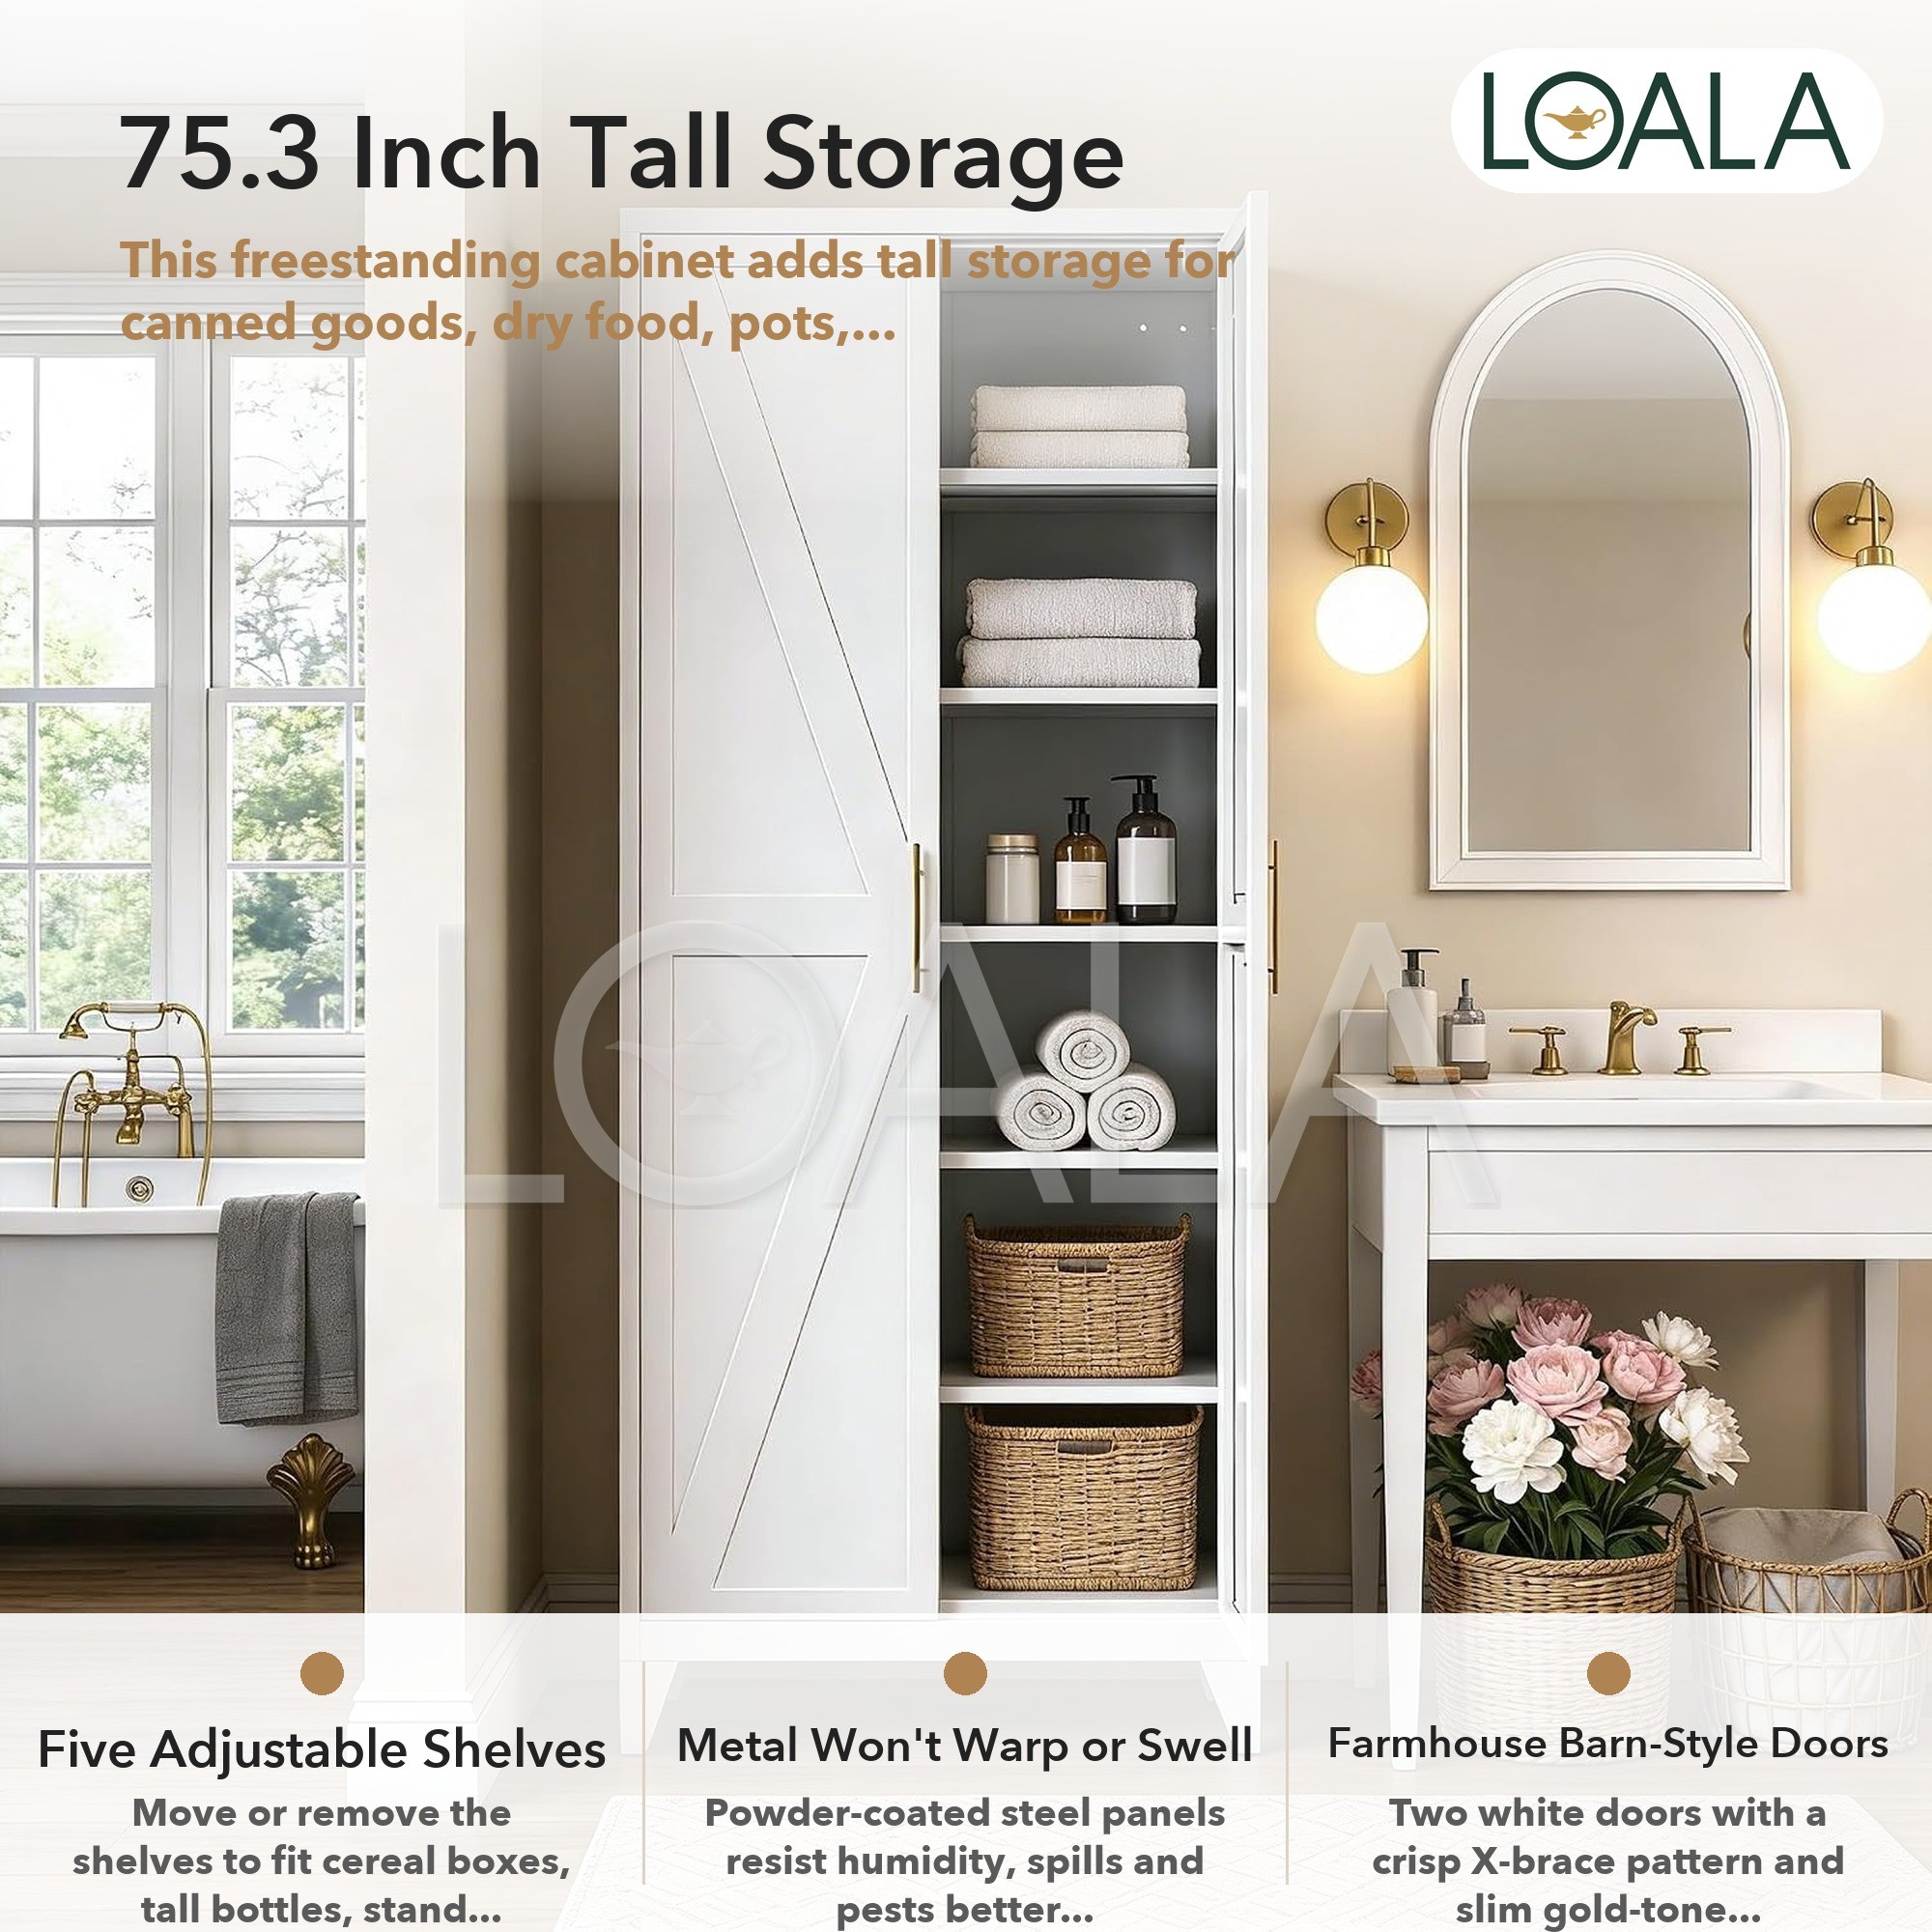 LOALA
75.3 Inch Tall Storage
This freestanding cabinet adds tall storage for
canned goods, dry food, pots,...
LOALA
Five Adjustable Shelves
Move or remove the
shelves to fit cereal boxes,
tall bottles, stand...
Metal Won't Warp or Swell
Powder-coated steel panels
resist humidity, spills and
pests better...
Farmhouse Barn-Style Doors
Two white doors with a
crisp X-brace pattern and
slim gold-tone...